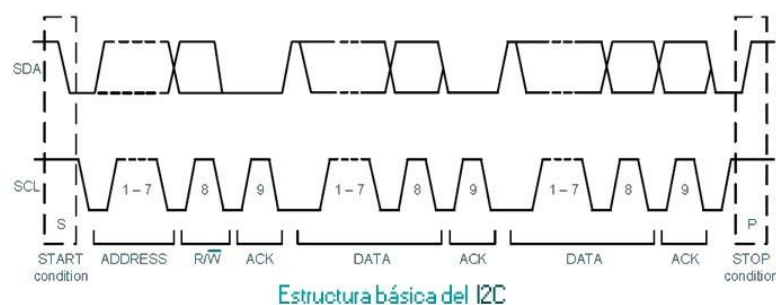 SDA
SCL
1 – 7 8 9 1 – 7 8 9 1 – 7 8 9
S P
START condition ADDRESS R/W̅ ACK DATA ACK DATA ACK STOP condition
Estructura básica del I2C